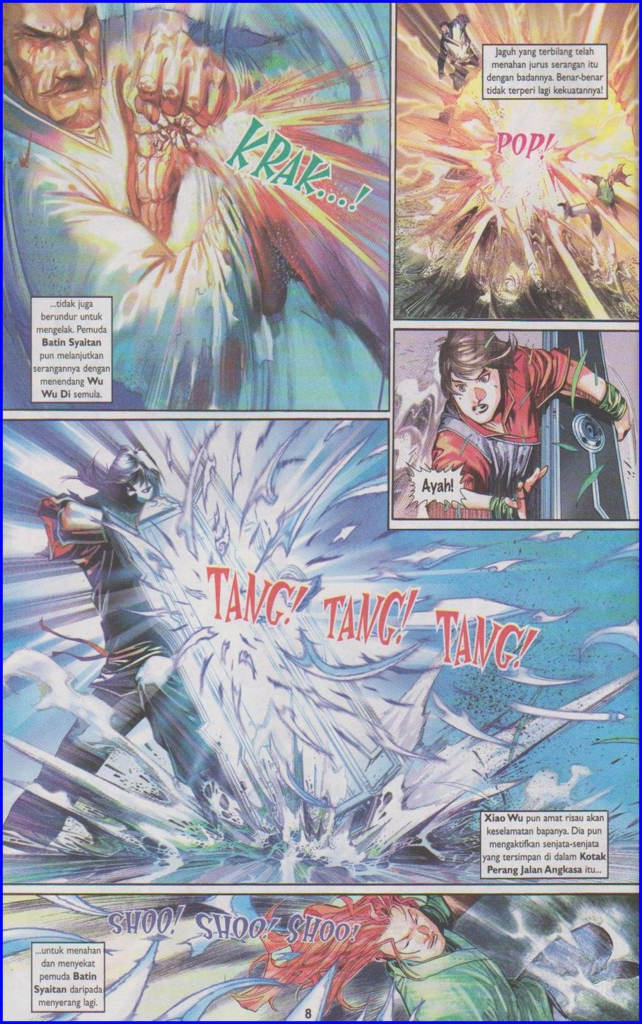 KRAK....!
...tidak juga
berundur untuk
mengelak. Pemuda
Batin Syaitan
pun melanjutkan
serangannya dengan
menendang Wu
Wu Di semula.
Jaguh yang terbilang telah
menahan jurus serangan itu
dengan badannya. Benar-benar
tidak terperi lagi kekuatannya!
POP!
Ayah!
TANG! TANG! TANG!
Xiao Wu pun amat risau akan
keselamatan bapanya. Dia pun
mengaktifkan senjata-senjata
yang tersimpan di dalam Kotak
Perang Jalan Angkasa itu...
SHOO! SHOO! SHOO!
...untuk menahan
dan menyekat
pemuda Batin
Syaitan daripada
menyerang lagi.
8